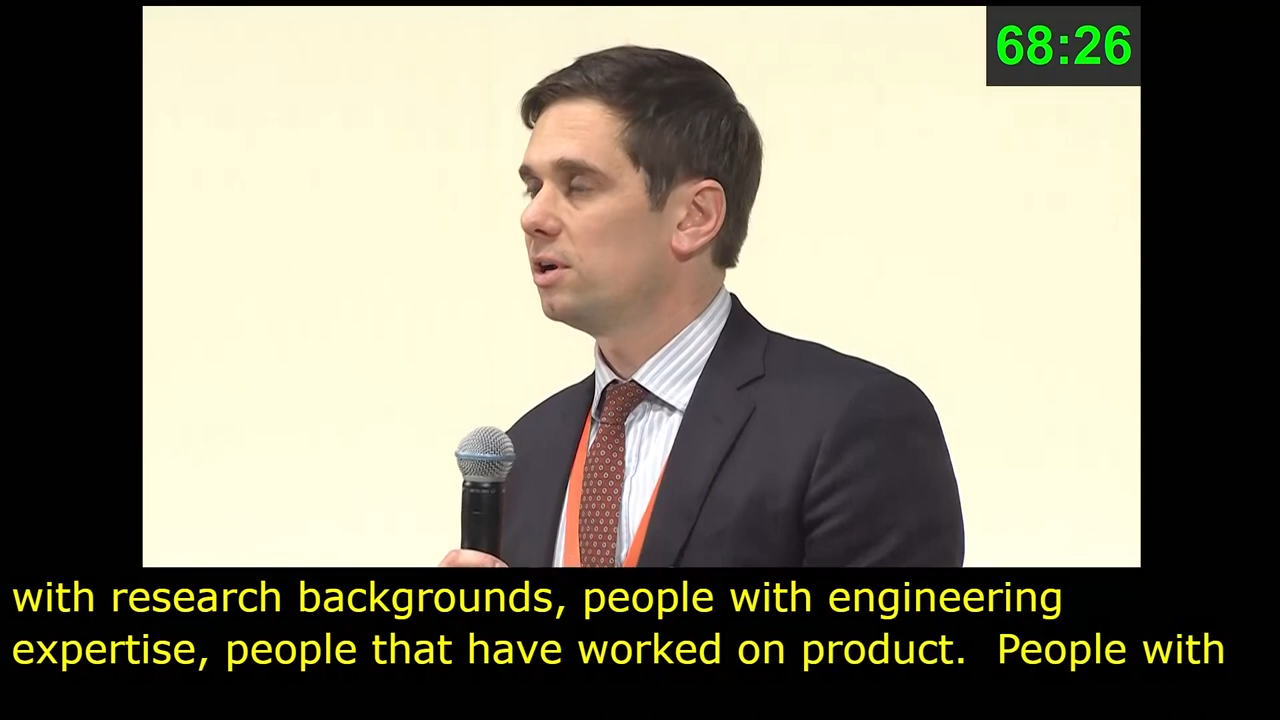 68:26
with research backgrounds, people with engineering
expertise, people that have worked on product.  People with